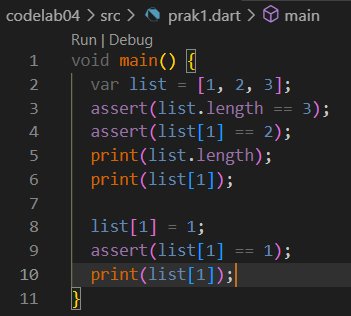 codelab04 > src > prak1.dart > main
Run | Debug
1 void main() {
2   var list = [1, 2, 3];
3   assert(list.length == 3);
4   assert(list[1] == 2);
5   print(list.length);
6   print(list[1]);
7
8   list[1] = 1;
9   assert(list[1] == 1);
10   print(list[1]);
11 }